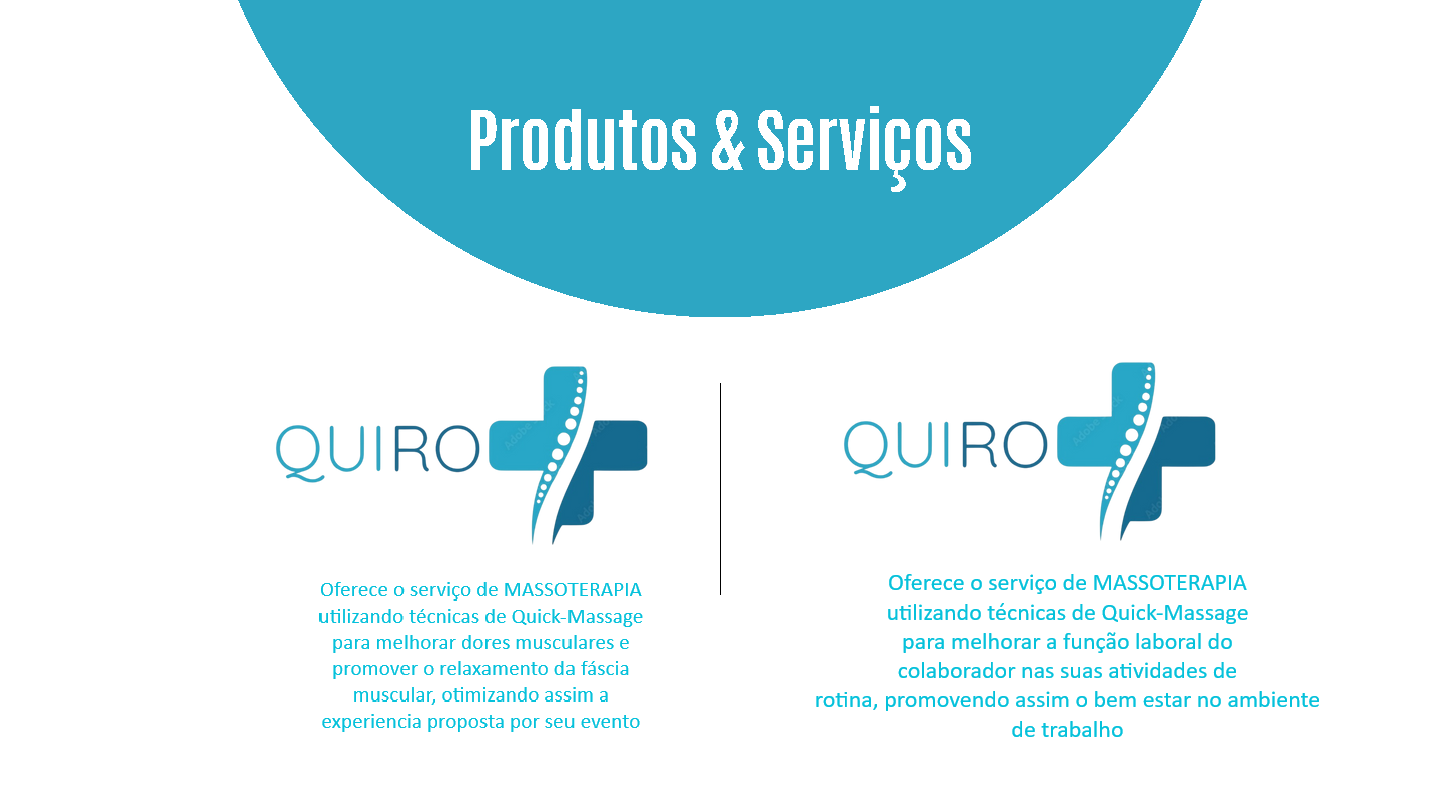 Produtos & Serviços
QUIRO
Oferece o serviço de MASSOTERAPIA
utilizando técnicas de Quick-Massage
para melhorar dores musculares e
promover o relaxamento da fáscia
muscular, otimizando assim a
experiencia proposta por seu evento
QUIRO
Oferece o serviço de MASSOTERAPIA
utilizando técnicas de Quick-Massage
para melhorar a função laboral do
colaborador nas suas atividades de
rotina, promovendo assim o bem estar no ambiente
de trabalho